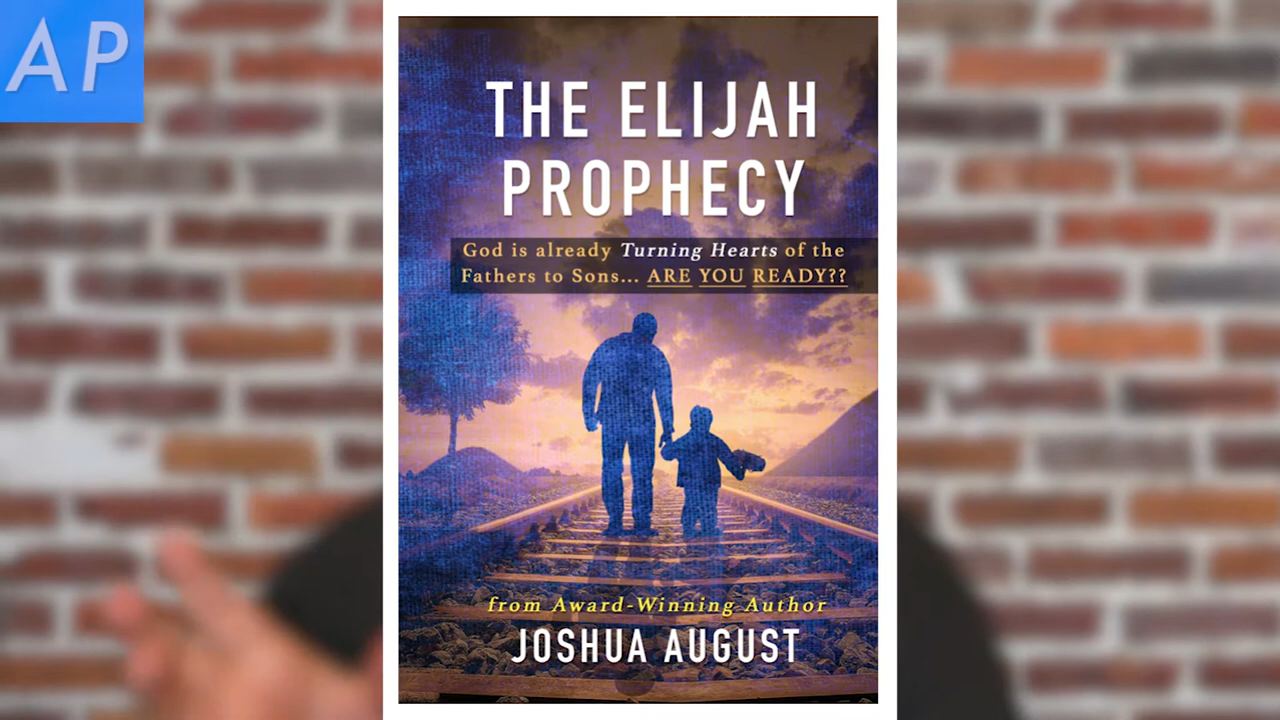 AP
THE ELIJAH
PROPHECY
God is already Turning Hearts of the
Fathers to Sons... ARE YOU READY??
from Award-Winning Author
JOSHUA AUGUST